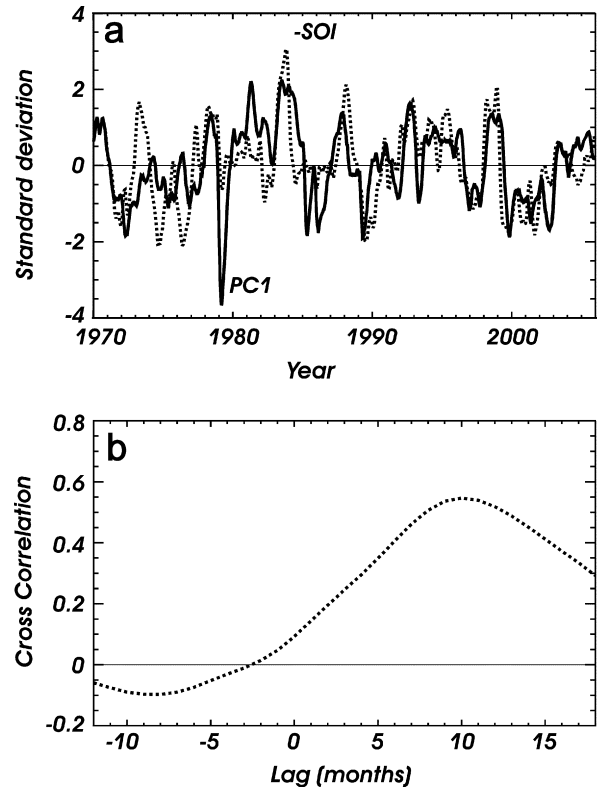 a
-SOI
PC1
4
2
0
-2
-4
Standard deviation
1970 1980 1990 2000
Year
b
0.8
0.6
0.4
0.2
0
-0.2
Cross Correlation
-10 -5 0 5 10 15
Lag (months)